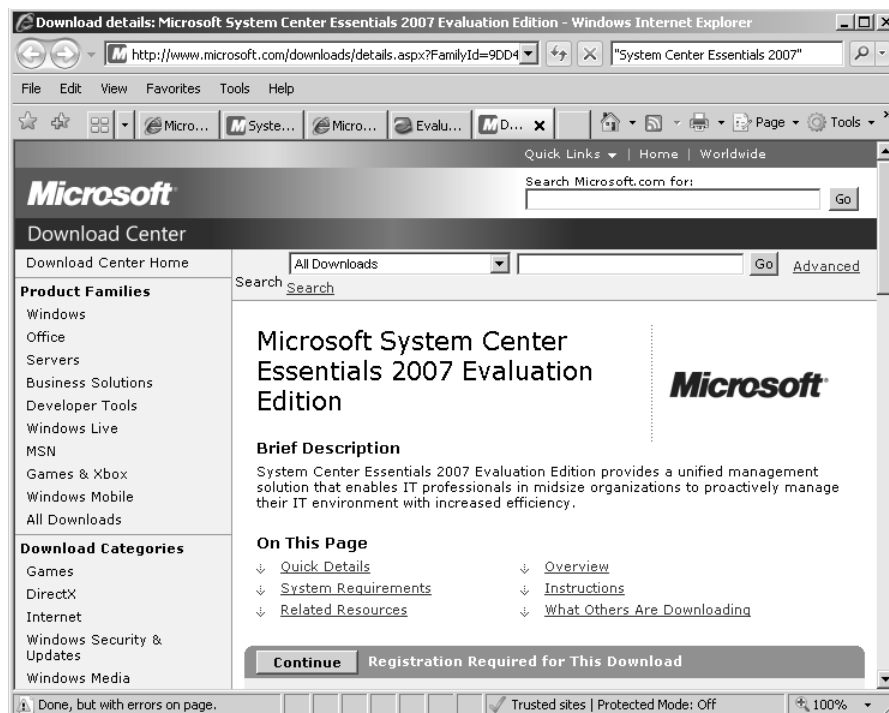 Download details: Microsoft System Center Essentials 2007 Evaluation Edition - Windows Internet Explorer
http://www.microsoft.com/downloads/details.aspx?FamilyId=9DD4
"System Center Essentials 2007"
File Edit View Favorites Tools Help
Micro... Syste... Micro... Evalu... D... Page Tools
Quick Links | Home | Worldwide
Microsoft
Search Microsoft.com for:
Go
Download Center
Download Center Home
Search All Downloads Go Advanced
Search
Product Families
Windows
Office
Servers
Business Solutions
Developer Tools
Windows Live
MSN
Games & Xbox
Windows Mobile
All Downloads
Download Categories
Games
DirectX
Internet
Windows Security &
Updates
Windows Media
Microsoft System Center
Essentials 2007 Evaluation
Edition
Microsoft
Brief Description
System Center Essentials 2007 Evaluation Edition provides a unified management
solution that enables IT professionals in midsize organizations to proactively manage
their IT environment with increased efficiency.
On This Page
Quick Details Overview
System Requirements Instructions
Related Resources What Others Are Downloading
Continue Registration Required for This Download
Done, but with errors on page. Trusted sites | Protected Mode: Off 100%